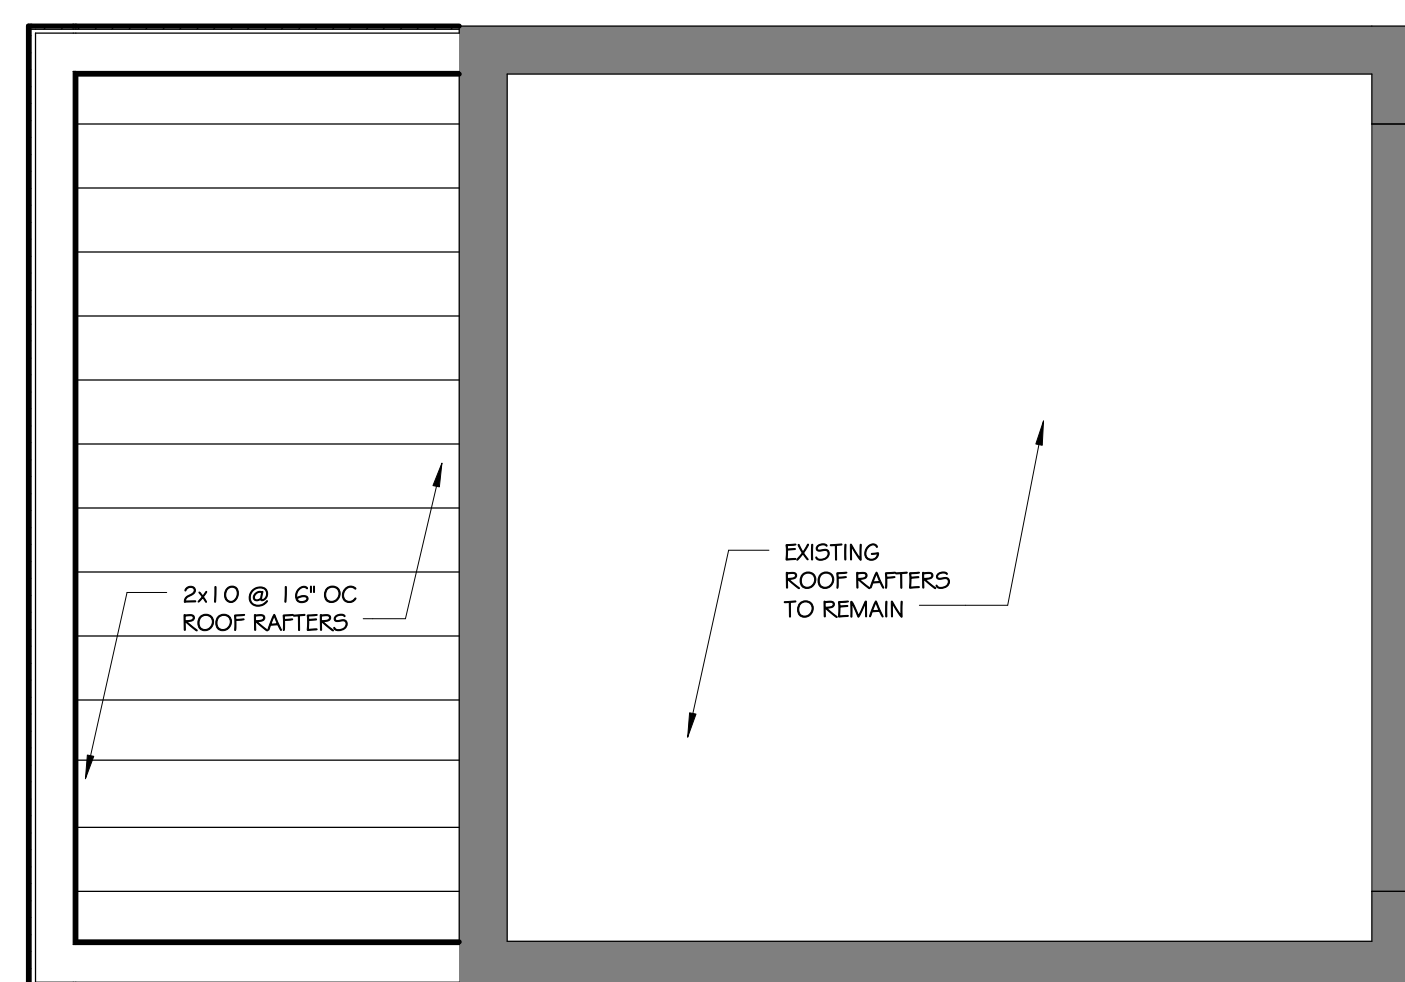 EXISTING
ROOF RAFTERS
TO REMAIN
2x10 @ 16" OC
ROOF RAFTERS